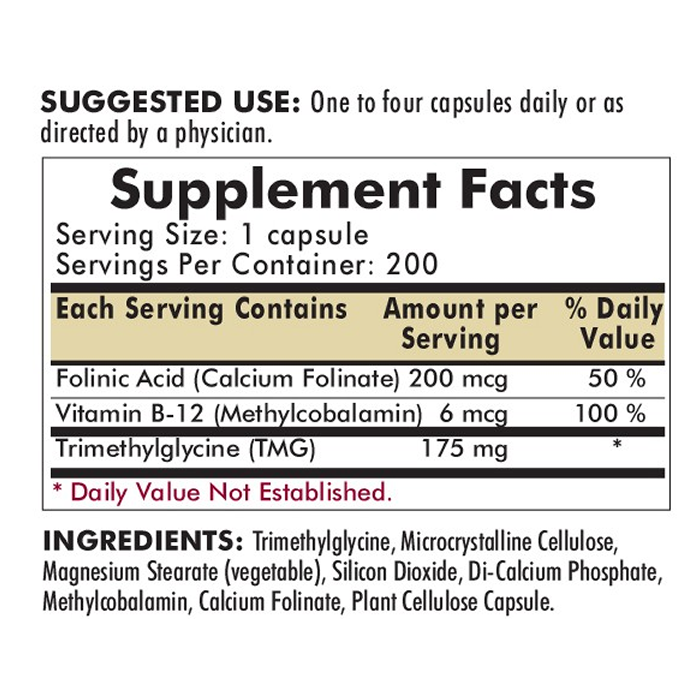 SUGGESTED USE: One to four capsules daily or as
directed by a physician.
Supplement Facts
Serving Size: 1 capsule
Servings Per Container: 200
Each Serving Contains Amount per Serving % Daily Value
Folinic Acid (Calcium Folinate) 200 mcg 50 %
Vitamin B-12 (Methylcobalamin) 6 mcg 100 %
Trimethylglycine (TMG) 175 mg *
* Daily Value Not Established.
INGREDIENTS: Trimethylglycine, Microcrystalline Cellulose,
Magnesium Stearate (vegetable), Silicon Dioxide, Di-Calcium Phosphate,
Methylcobalamin, Calcium Folinate, Plant Cellulose Capsule.